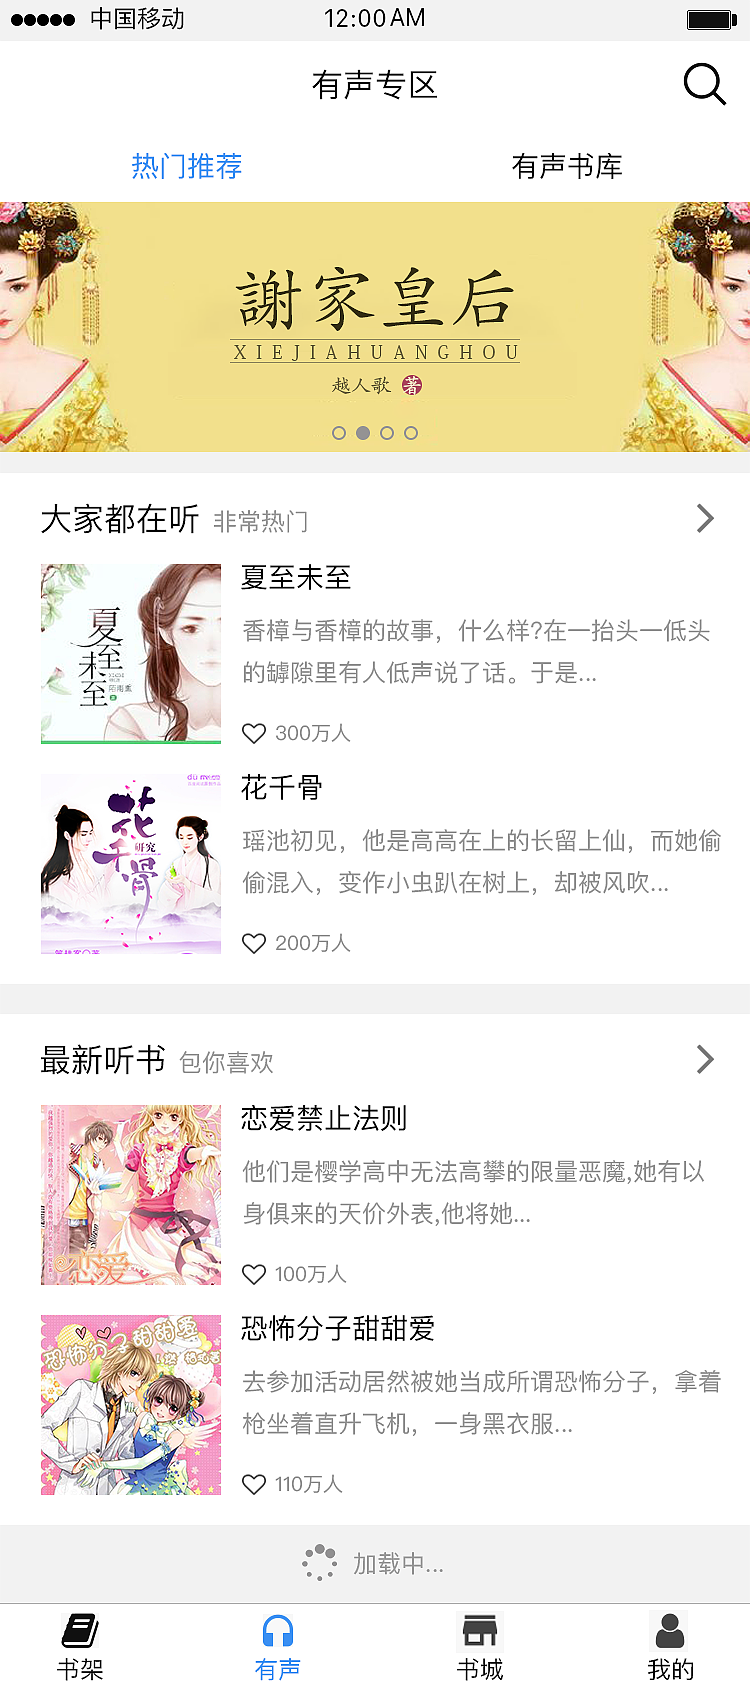 中国移动 12:00AM
有声专区
热门推荐 有声书库
謝家皇后
XIEJIAHUANGHOU
越人歌 著
大家都在听 非常热门
夏至未至
夏至未至
香樟与香樟的故事，什么样?在一抬头一低头
的罅隙里有人低声说了话。于是...
300万人
花千骨
研究
花千骨
瑶池初见，他是高高在上的长留上仙，而她偷
偷混入，变作小虫趴在树上，却被风吹...
200万人
最新听书 包你喜欢
恋爱
恋爱禁止法则
他们是樱学高中无法高攀的限量恶魔,她有以
身俱来的天价外表,他将她...
100万人
恐怖分子甜甜爱
恐怖分子甜甜爱
去参加活动居然被她当成所谓恐怖分子，拿着
枪坐着直升飞机，一身黑衣服...
110万人
加载中...
书架 有声 书城 我的